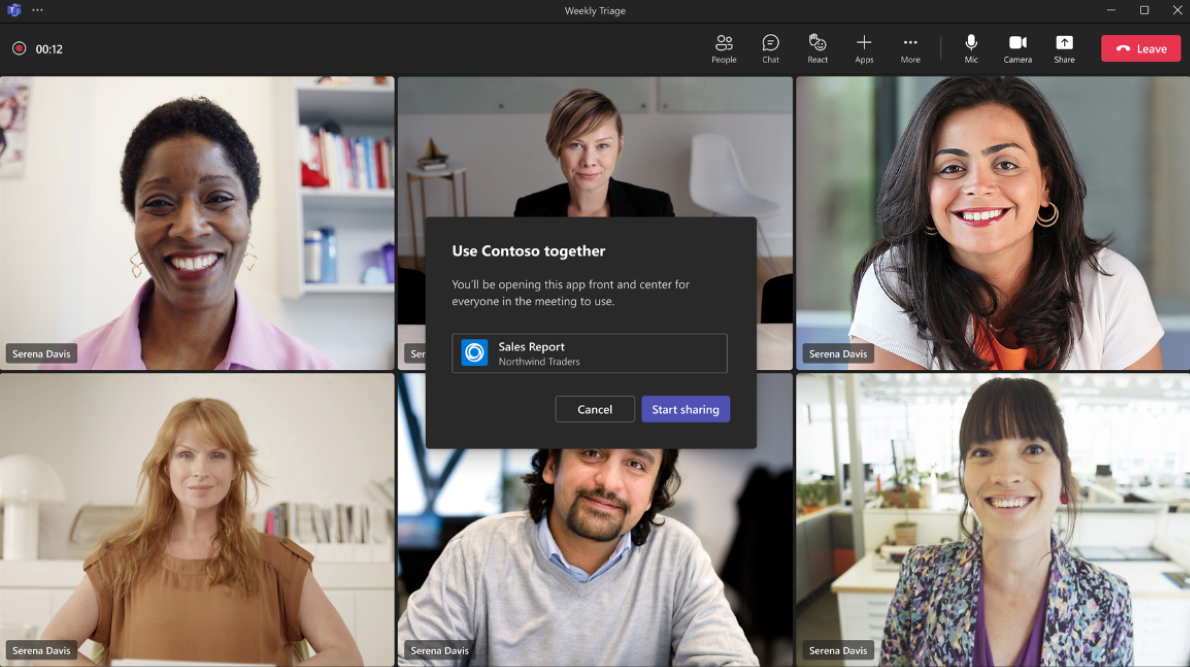 Weekly Triage
00:12
People
Chat
React
Apps
More
Mic
Camera
Share
Leave
Use Contoso together
You'll be opening this app front and center for
everyone in the meeting to use.
Sales Report
Northwind Traders
Cancel
Start sharing
Serena Davis
Ser
Serena Davis
Serena Davis
Serena Davis
Serena Davis